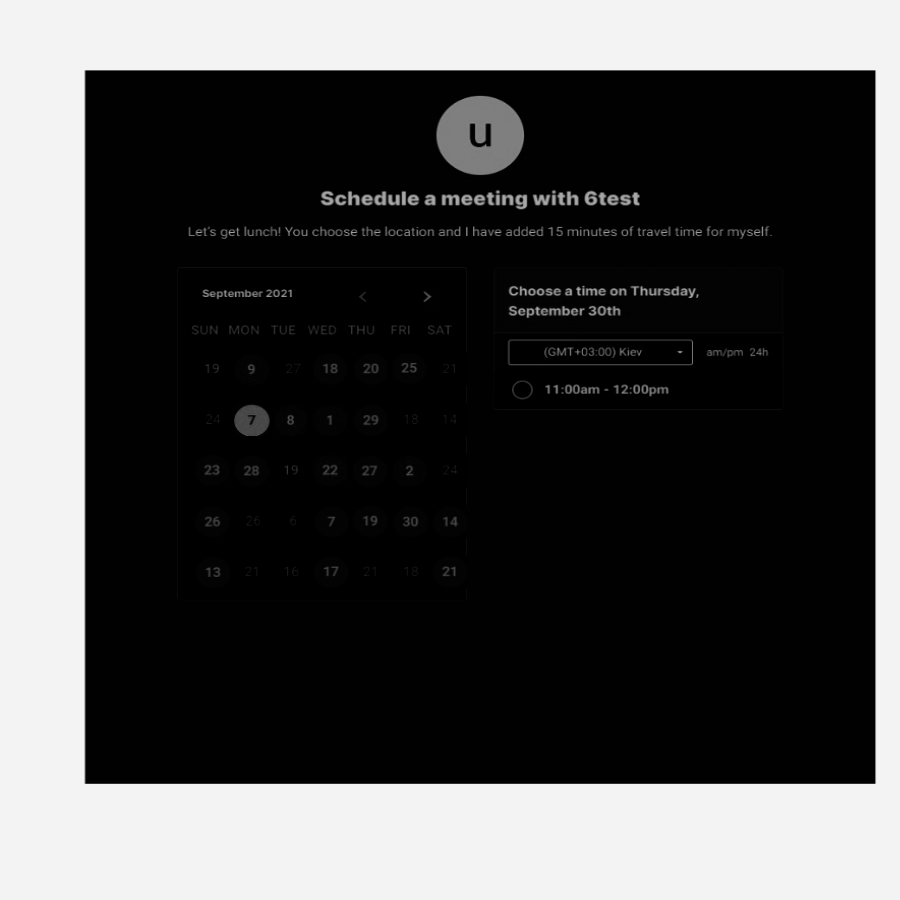 u
Schedule a meeting with 6test
Let's get lunch! You choose the location and I have added 15 minutes of travel time for myself.
September 2021
SUN MON TUE WED THU FRI SAT
19 9 27 18 20 25 21
24 7 8 1 29 18 14
23 28 19 22 27 2 24
26 26 6 7 19 30 14
13 21 16 17 21 18 21
Choose a time on Thursday,
September 30th
(GMT+03:00) Kiev am/pm 24h
11:00am - 12:00pm